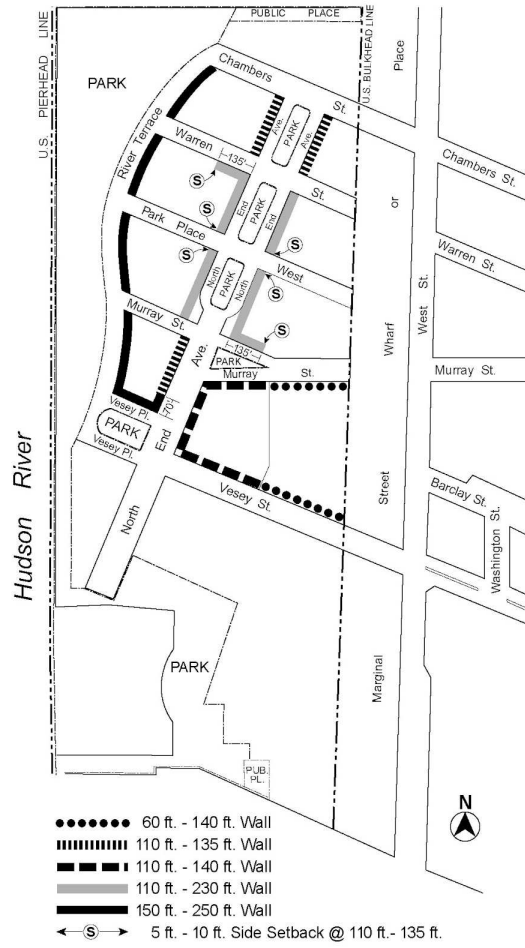 PUBLIC PLACE
U.S. PIERHEAD LINE
U.S. BULKHEAD LINE
Place
PARK
Chambers
St.
River Terrace
Ave.
PARK
Ave.
Warren
135'
Chambers St.
S
St.
or
S
End
PARK
End
Park Place
S
S
Warren St.
West
North
PARK
North
S
West St.
Wharf
Murray St.
S
135'
Ave.
PARK
Murray St.
Murray St.
70'
Vesey Pl.
PARK
End
Vesey Pl.
Vesey St.
Street
Barclay St.
Washington St.
Hudson River
North
PARK
Marginal
PUB. PL.
N
60 ft. - 140 ft. Wall
110 ft. - 135 ft. Wall
110 ft. - 140 ft. Wall
110 ft. - 230 ft. Wall
150 ft. - 250 ft. Wall
S 5 ft. - 10 ft. Side Setback @ 110 ft.- 135 ft.